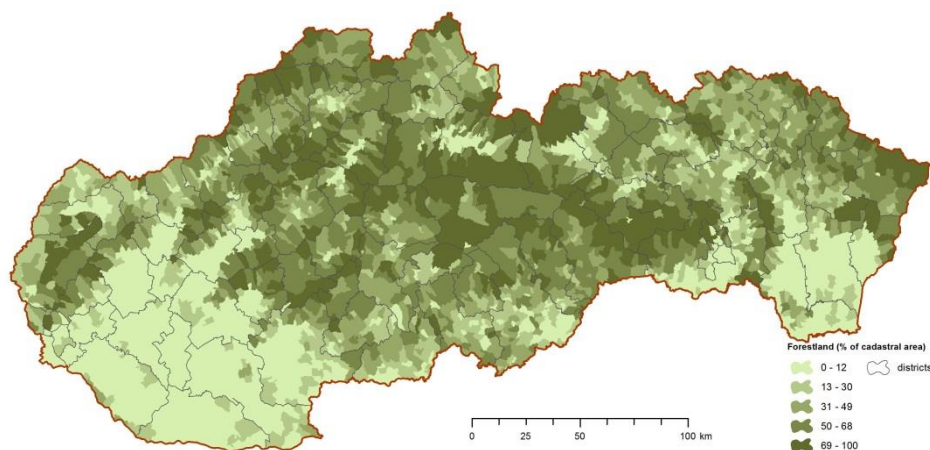 Forestland (% of cadastral area)
0 - 12 districts
13 - 30
31 - 49
50 - 68
69 - 100
0 25 50 100 km